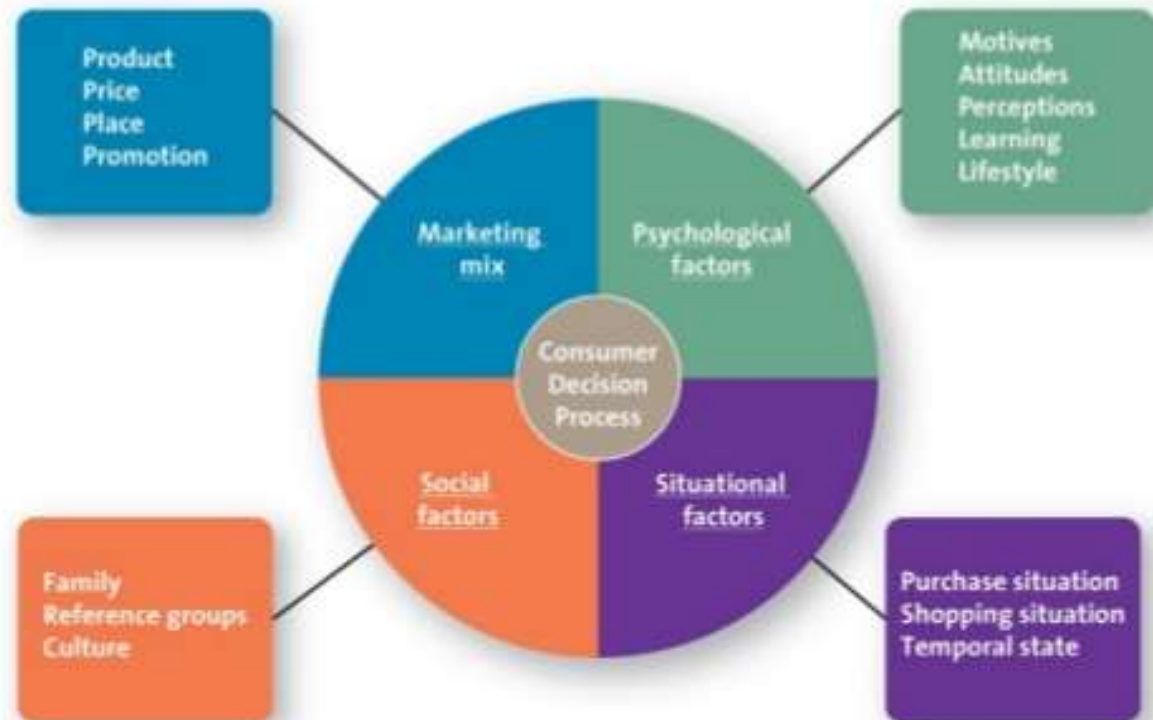 Product
Price
Place
Promotion
Motives
Attitudes
Perceptions
Learning
Lifestyle
Marketing
mix
Psychological
factors
Consumer
Decision
Process
Social
factors
Situational
factors
Family
Reference groups
Culture
Purchase situation
Shopping situation
Temporal state